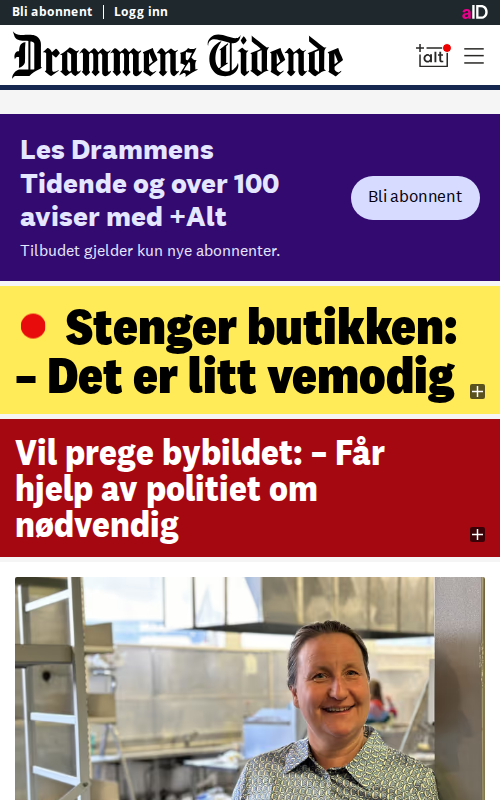 Bli abonnent
Logg inn
aID
Drammens Tidende
+alt
Les Drammens
Tidende og over 100
aviser med +Alt
Tilbudet gjelder kun nye abonnenter.
Bli abonnent
Stenger butikken:
– Det er litt vemodig
Vil prege bybildet: – Får
hjelp av politiet om
nødvendig